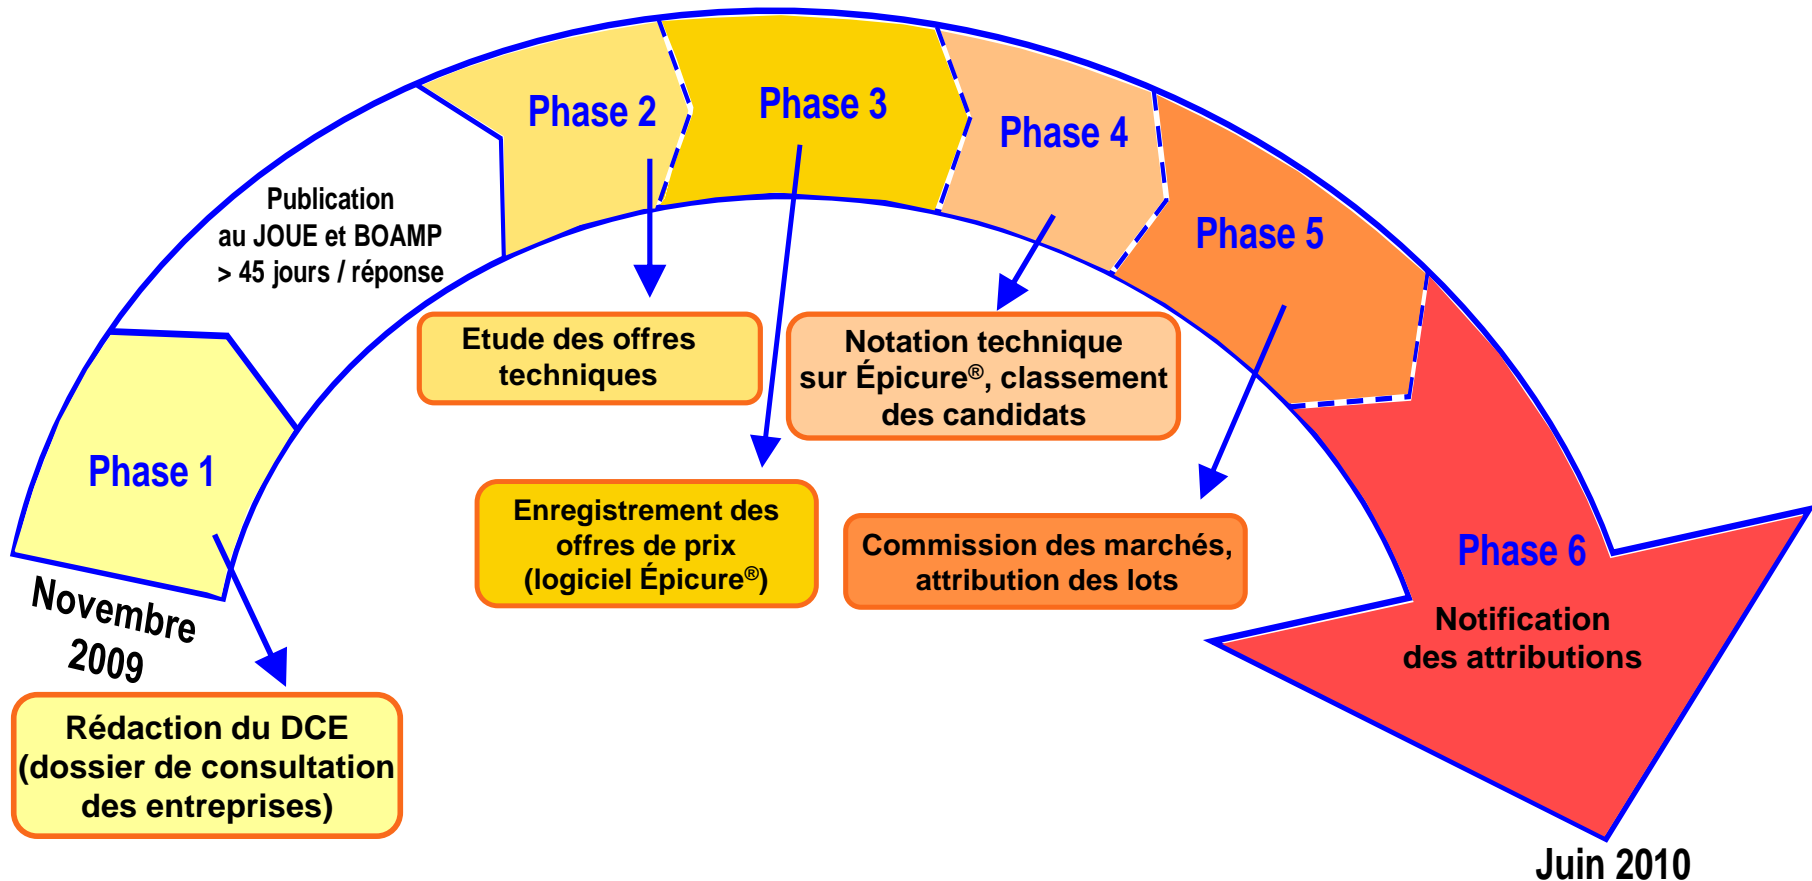 Phase 1
Novembre
2009
Rédaction du DCE
(dossier de consultation
des entreprises)
Publication
au JOUE et BOAMP
> 45 jours / réponse
Phase 2
Etude des offres
techniques
Phase 3
Enregistrement des
offres de prix
(logiciel Épicure®)
Phase 4
Notation technique
sur Épicure®, classement
des candidats
Phase 5
Commission des marchés,
attribution des lots
Phase 6
Notification
des attributions
Juin 2010